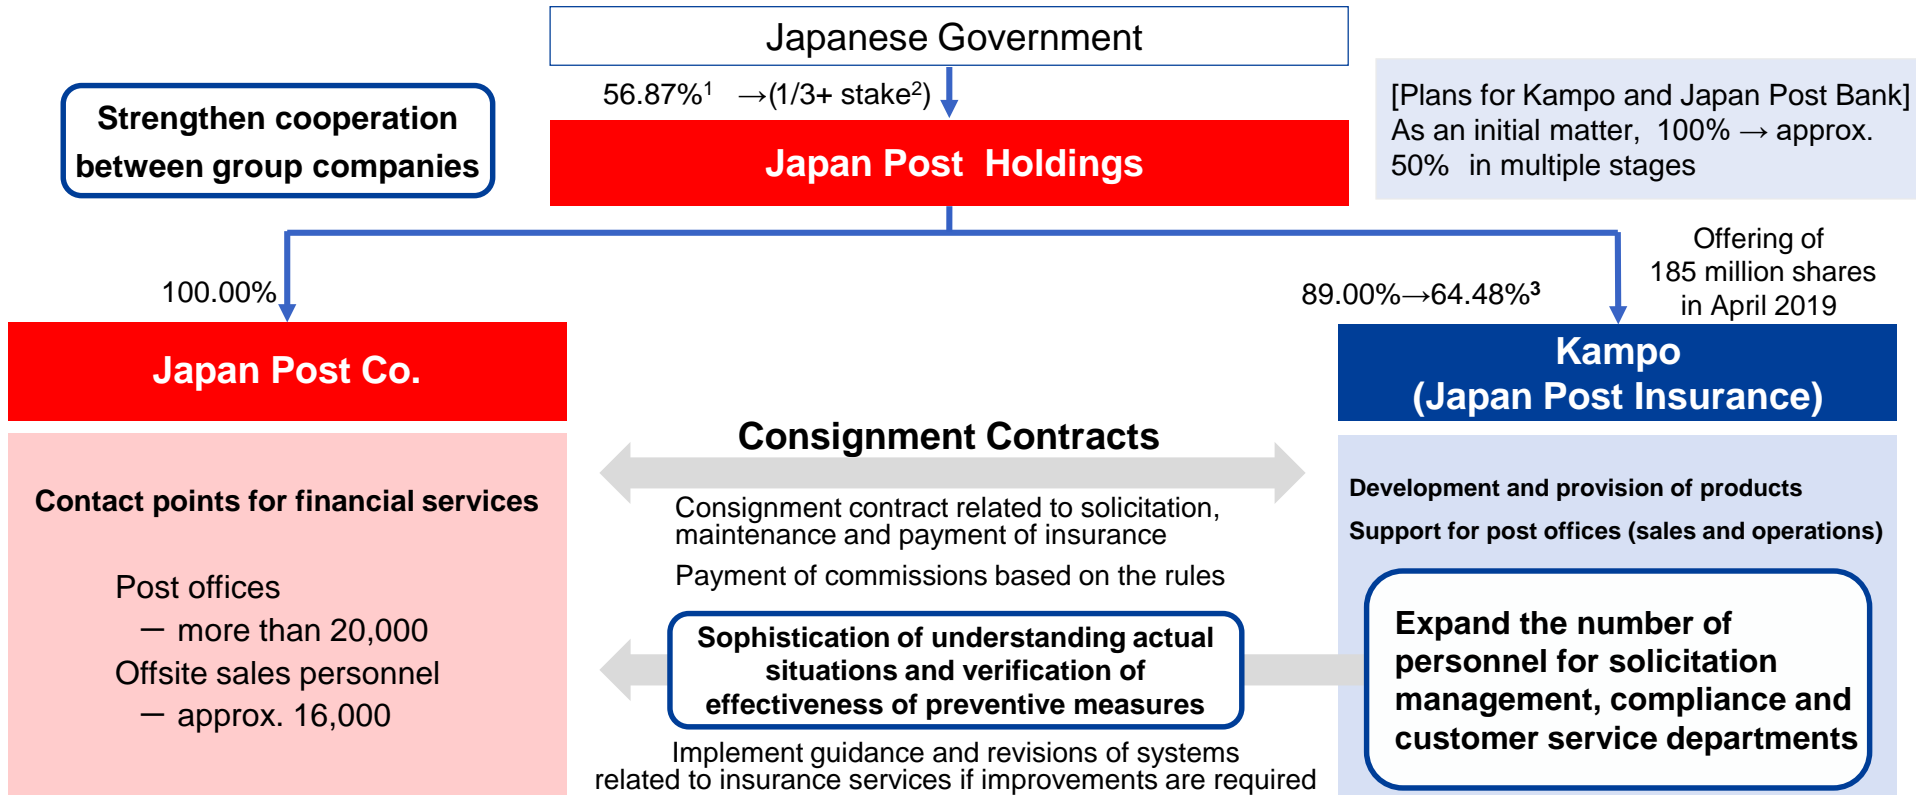 Japanese Government
56.87%¹ →(1/3+ stake²)
Strengthen cooperation
between group companies
Japan Post Holdings
[Plans for Kampo and Japan Post Bank]
As an initial matter, 100% → approx.
50% in multiple stages
100.00%
89.00%→64.48%³
Offering of
185 million shares
in April 2019
Japan Post Co.
Kampo
(Japan Post Insurance)
Contact points for financial services
Post offices
— more than 20,000
Offsite sales personnel
— approx. 16,000
Consignment Contracts
Consignment contract related to solicitation,
maintenance and payment of insurance
Payment of commissions based on the rules
Sophistication of understanding actual
situations and verification of
effectiveness of preventive measures
Implement guidance and revisions of systems
related to insurance services if improvements are required
Development and provision of products
Support for post offices (sales and operations)
Expand the number of
personnel for solicitation
management, compliance and
customer service departments